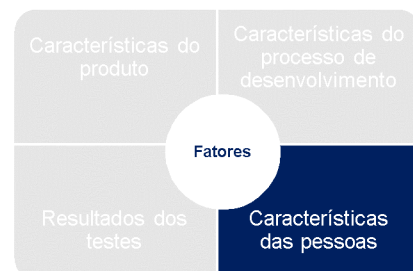 Características do
produto
Características do
processo de
desenvolvimento
Fatores
Resultados dos
testes
Características
das pessoas